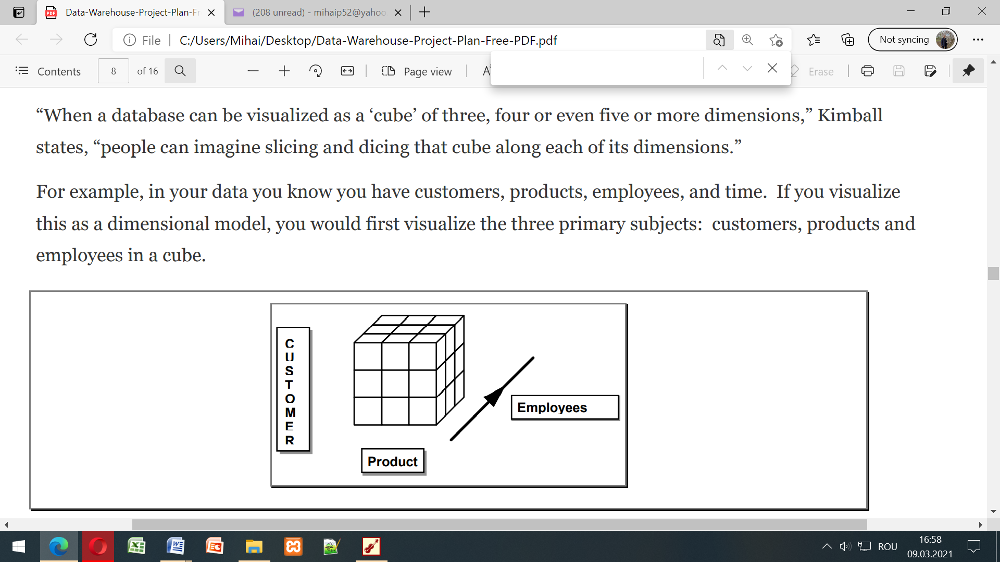 Data-Warehouse-Project-Plan-Fr
(208 unread) - mihaip52@yahoo
File
C:/Users/Mihai/Desktop/Data-Warehouse-Project-Plan-Free-PDF.pdf
Not syncing
Contents
8
of 16
Page view
Erase
“When a database can be visualized as a ‘cube’ of three, four or even five or more dimensions,” Kimball
states, “people can imagine slicing and dicing that cube along each of its dimensions.”
For example, in your data you know you have customers, products, employees, and time. If you visualize
this as a dimensional model, you would first visualize the three primary subjects: customers, products and
employees in a cube.
CUSTOMER
Employees
Product
ROU
16:58
09.03.2021